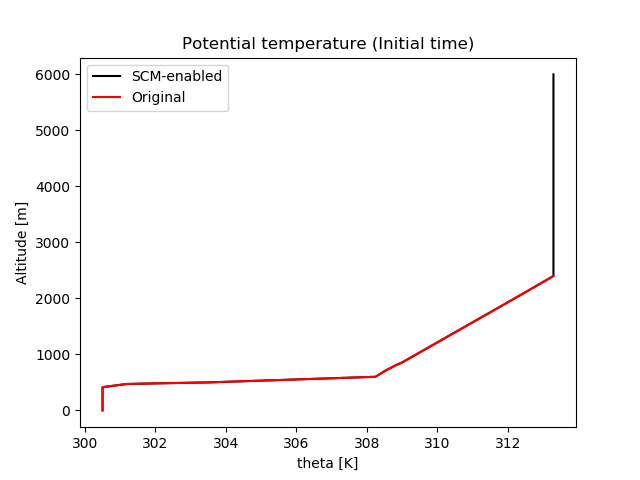 Potential temperature (Initial time)
SCM-enabled
Original
6000
5000
4000
3000
2000
1000
0
Altitude [m]
300 302 304 306 308 310 312
theta [K]